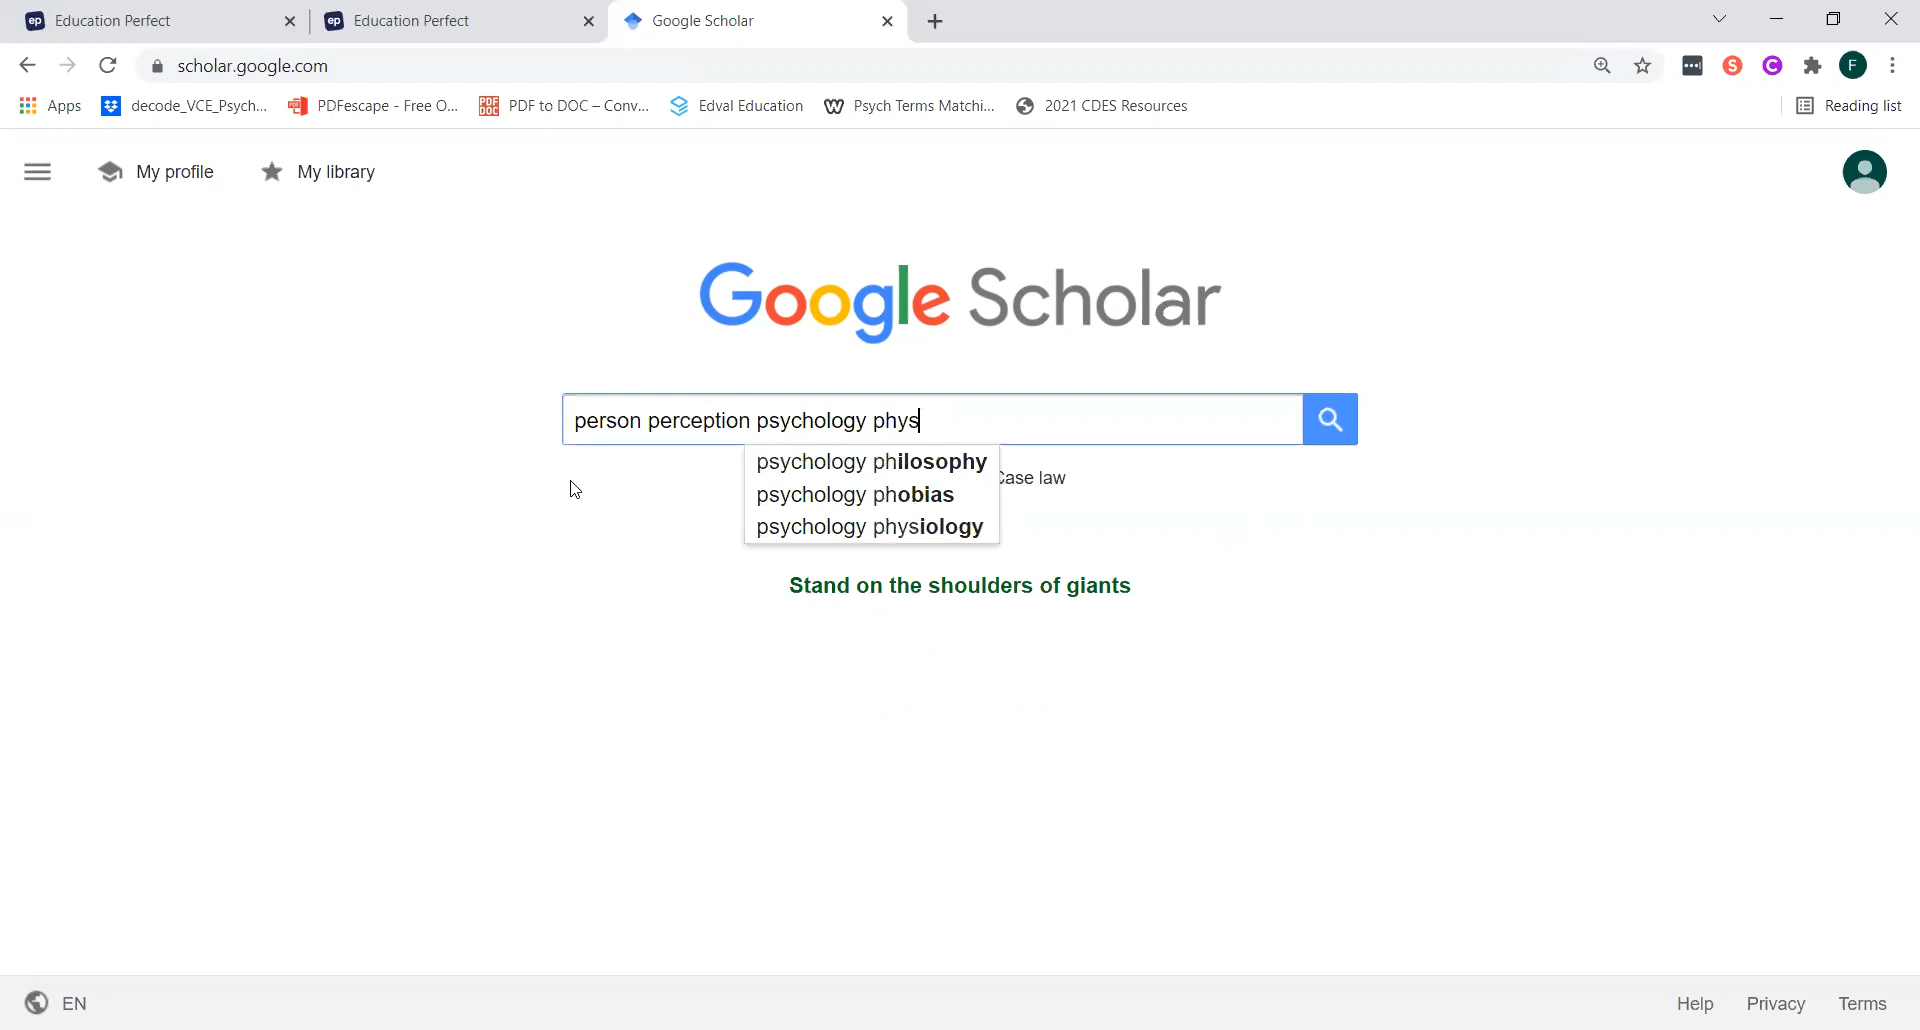 Education Perfect
Education Perfect
Google Scholar
scholar.google.com
F
Apps
decode_VCE_Psych...
PDFescape - Free O...
PDF to DOC – Conv...
Edval Education
Psych Terms Matchi...
2021 CDES Resources
Reading list
My profile
My library
Google Scholar
person perception psychology phys
psychology philosophy
Case law
psychology phobias
psychology physiology
Stand on the shoulders of giants
EN
Help
Privacy
Terms